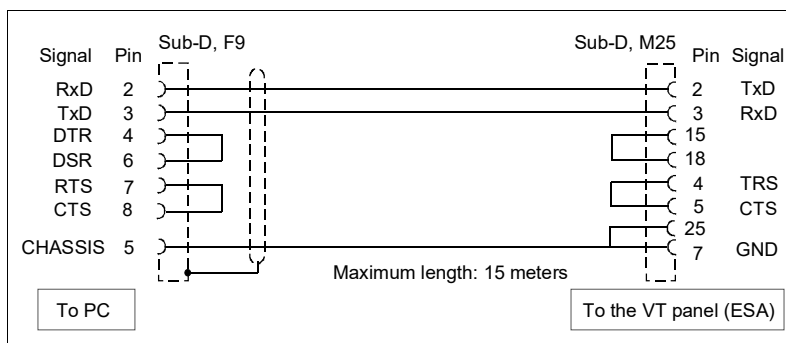 Sub-D, F9 Sub-D, M25
Signal Pin Pin Signal
RxD 2 2 TxD
TxD 3 3 RxD
DTR 4 15
DSR 6 18
RTS 7 4 TRS
CTS 8 5 CTS
25
CHASSIS 5 7 GND
Maximum length: 15 meters
To PC To the VT panel (ESA)